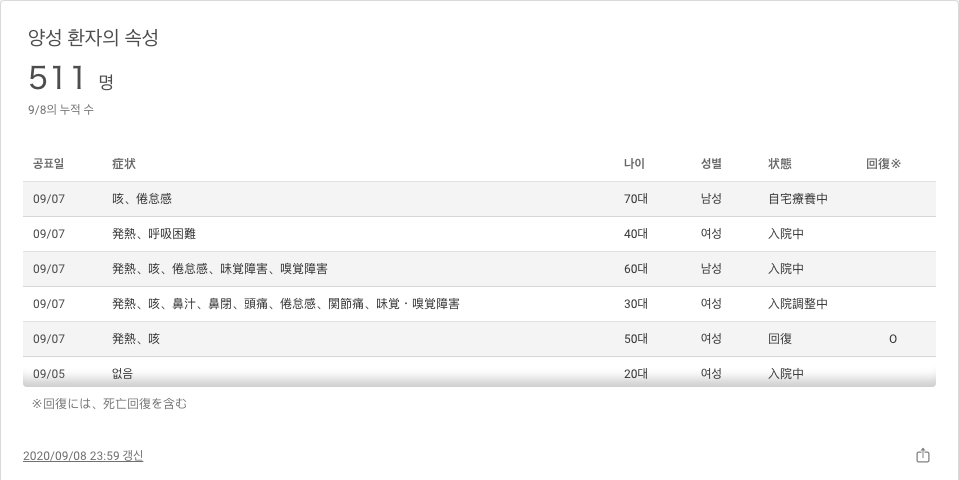 양성 환자의 속성
511 명
9/8의 누적 수
공표일 症状 나이 성별 状態 回復※
09/07 咳、倦怠感 70대 남성 自宅療養中
09/07 発熱、呼吸困難 40대 여성 入院中
09/07 発熱、咳、倦怠感、味覚障害、嗅覚障害 60대 남성 入院中
09/07 発熱、咳、鼻汁、鼻閉、頭痛、倦怠感、関節痛、味覚・嗅覚障害 30대 여성 入院調整中
09/07 発熱、咳 50대 여성 回復 O
09/05 없음 20대 여성 入院中
※回復には、死亡回復を含む
2020/09/08 23:59 갱신